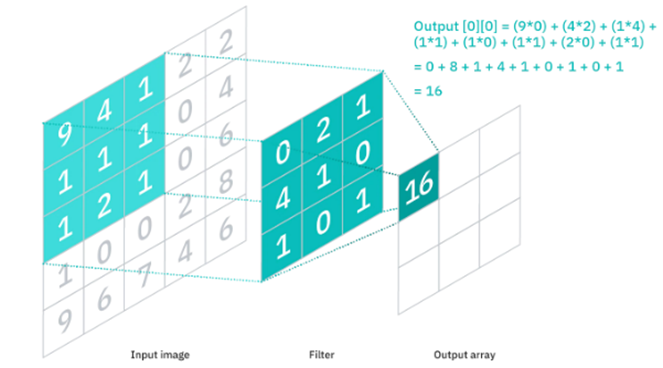 Output [0][0] = (9*0) + (4*2) + (1*4) +
(1*1) + (1*0) + (1*1) + (2*0) + (1*1)
= 0 + 8 + 1 + 4 + 1 + 0 + 1 + 0 + 1
= 16
9 4 1 2 2
1 1 1 0 4
1 2 1 0 6
1 0 0 2 8
9 6 7 4 6
0 2 1
4 1 0
1 0 1
16
Input image
Filter
Output array